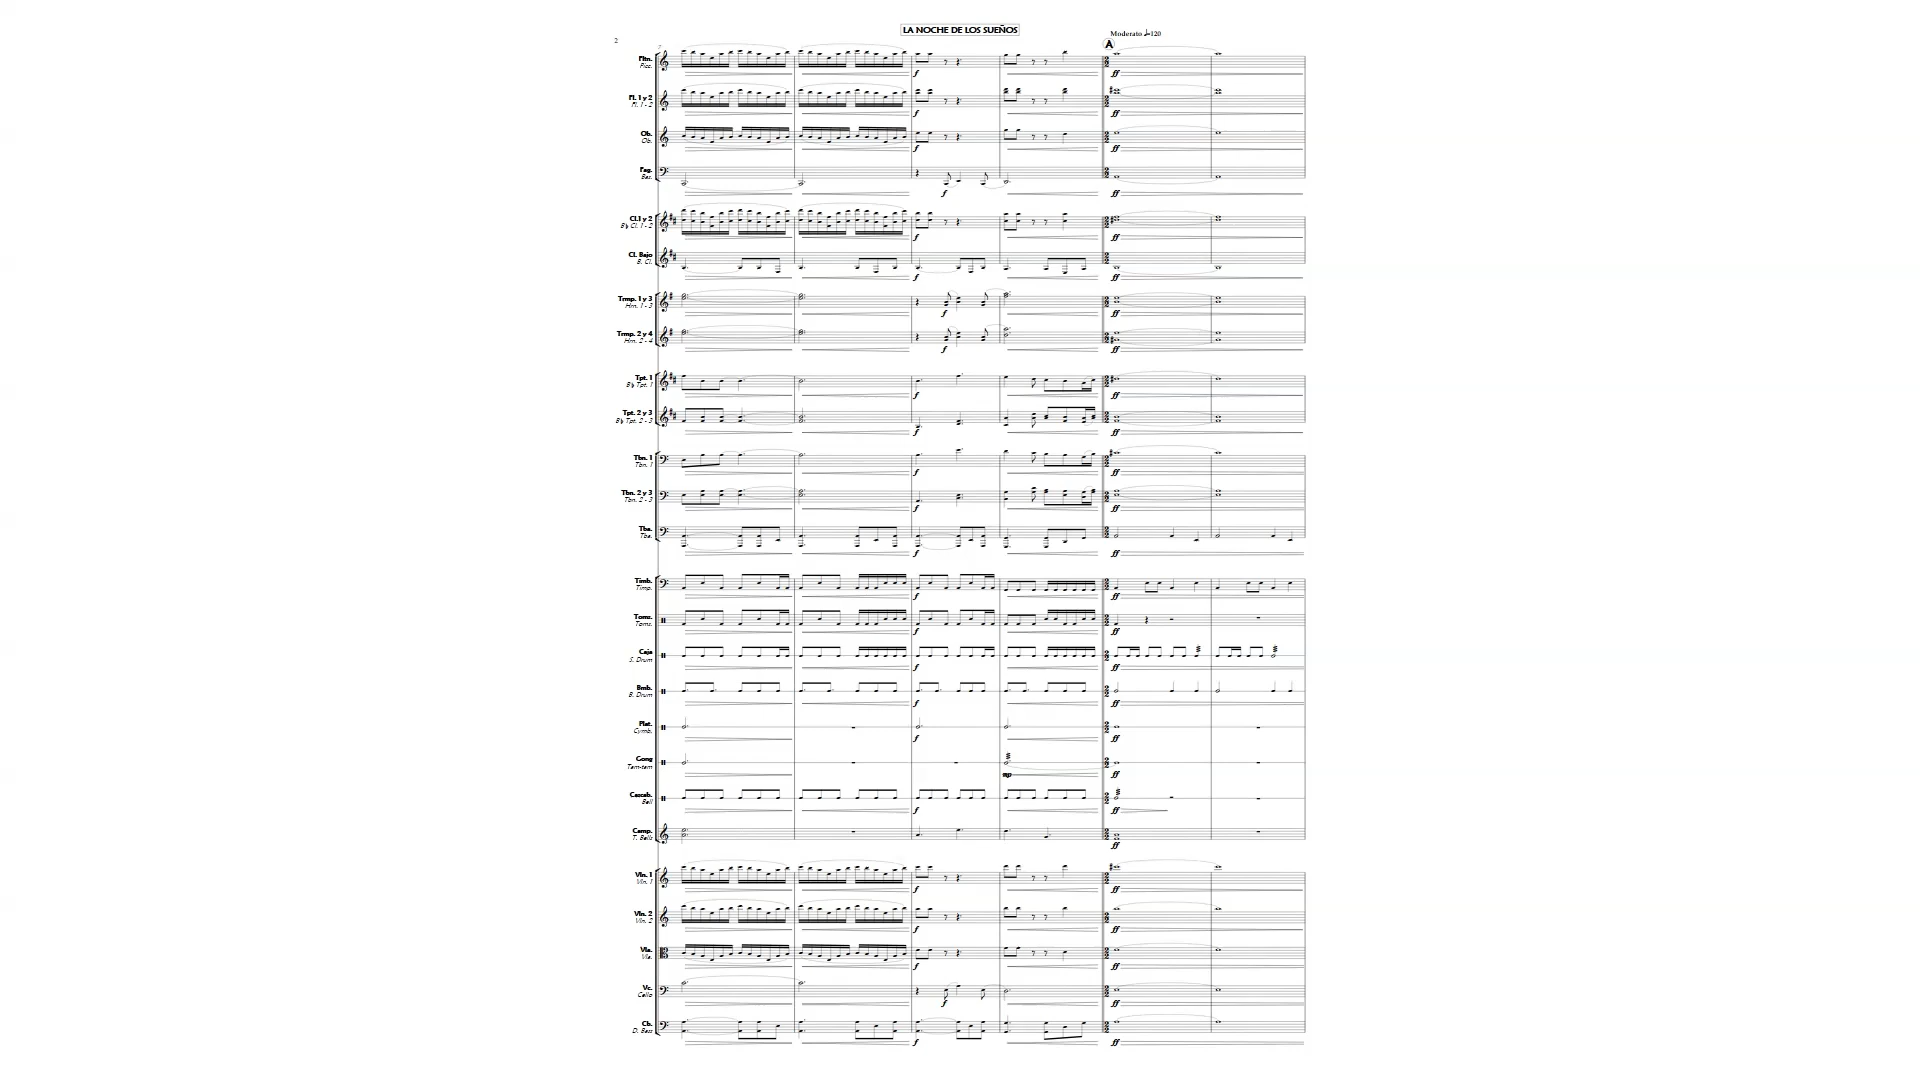 LA NOCHE DE LOS SUEÑOS
2
Moderato ♩=120
A
7
Fltn.
Picc.
Fl. 1 y 2
Fl. 1 - 2
Ob.
Ob.
Fag.
Bsn.
Cl.1 y 2
B♭ Cl. 1 - 2
Cl. Bajo
B. Cl.
Trmp. 1 y 3
Hrn. 1 - 3
Trmp. 2 y 4
Hrn. 2 - 4
Tpt. 1
B♭ Tpt. 1
Tpt. 2 y 3
B♭ Tpt. 2 - 3
Tbn. 1
Tbn. 1
Tbn. 2 y 3
Tbn. 2 - 3
Tba.
Tba.
Timb.
Timp.
Toms.
Toms.
Caja
S. Drum
Bmb.
B. Drum
Plat.
Cymb.
Gong
Tam-tam
mp
Cascab.
Bell
Camp.
T. Bells
Vln. 1
Vln. 1
Vln. 2
Vln. 2
Vla.
Vla.
Vc.
Cello
Cb.
D. Bass
f
ff